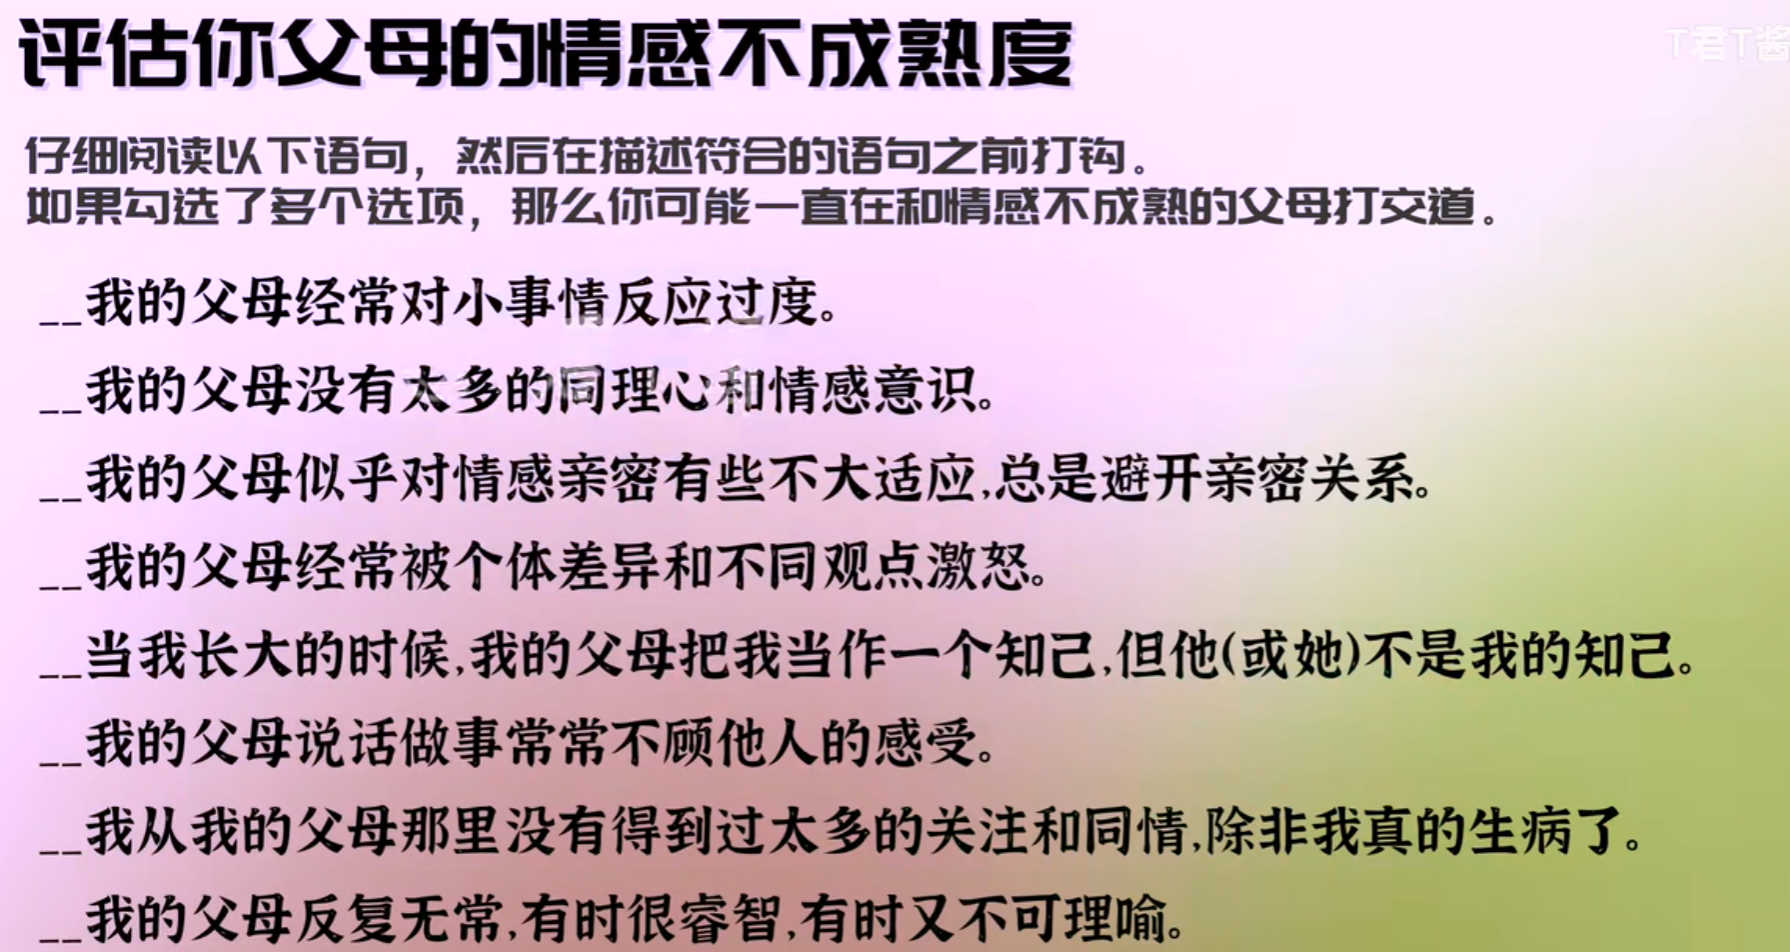 评估你父母的情感不成熟度
T君T酱
仔细阅读以下语句，然后在描述符合的语句之前打钩。
如果勾选了多个选项，那么你可能一直在和情感不成熟的父母打交道。
__我的父母经常对小事情反应过度。
__我的父母没有太多的同理心和情感意识。
__我的父母似乎对情感亲密有些不大适应,总是避开亲密关系。
__我的父母经常被个体差异和不同观点激怒。
__当我长大的时候,我的父母把我当作一个知己,但他(或她)不是我的知己。
__我的父母说话做事常常不顾他人的感受。
__我从我的父母那里没有得到过太多的关注和同情,除非我真的生病了。
__我的父母反复无常,有时很睿智,有时又不可理喻。